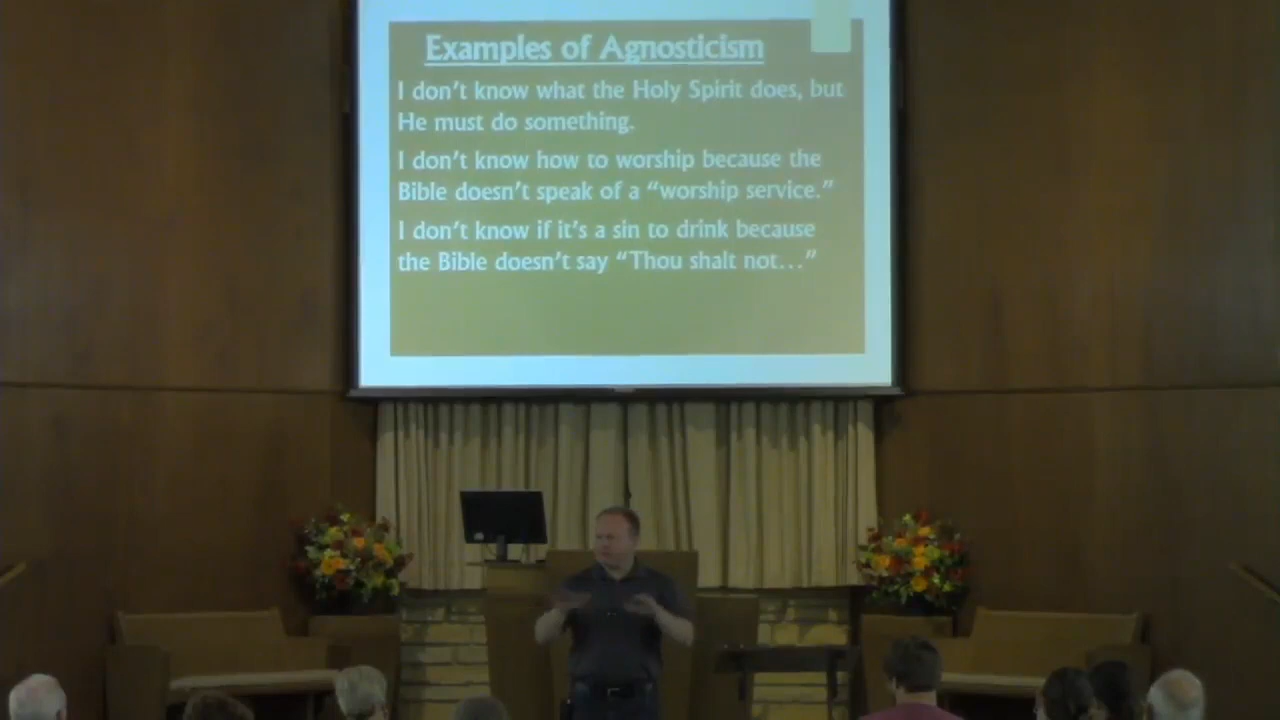 Examples of Agnosticism
I don't know what the Holy Spirit does, but
He must do something.
I don't know how to worship because the
Bible doesn't speak of a “worship service.”
I don't know if it's a sin to drink because
the Bible doesn't say “Thou shalt not…”